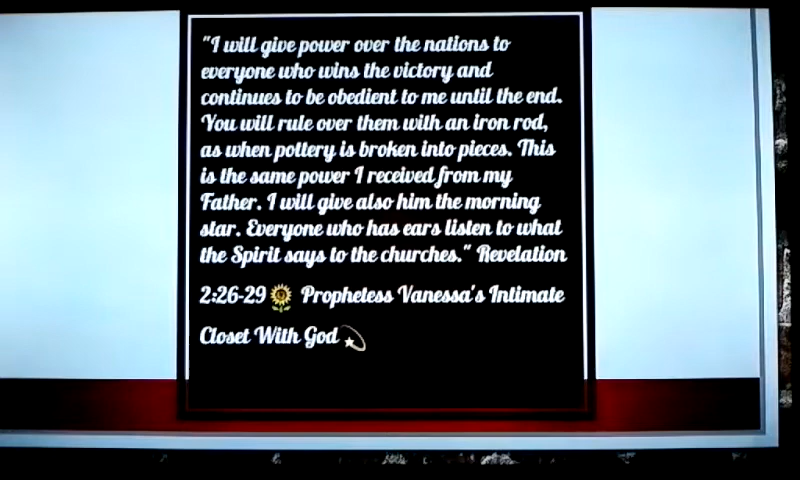 "I will give power over the nations to
everyone who wins the victory and
continues to be obedient to me until the end.
You will rule over them with an iron rod,
as when pottery is broken into pieces. This
is the same power I received from my
Father. I will give also him the morning
star. Everyone who has ears listen to what
the Spirit says to the churches." Revelation
2:26-29🌻 Propheless Vanessa's Intimate
Closet With God💫